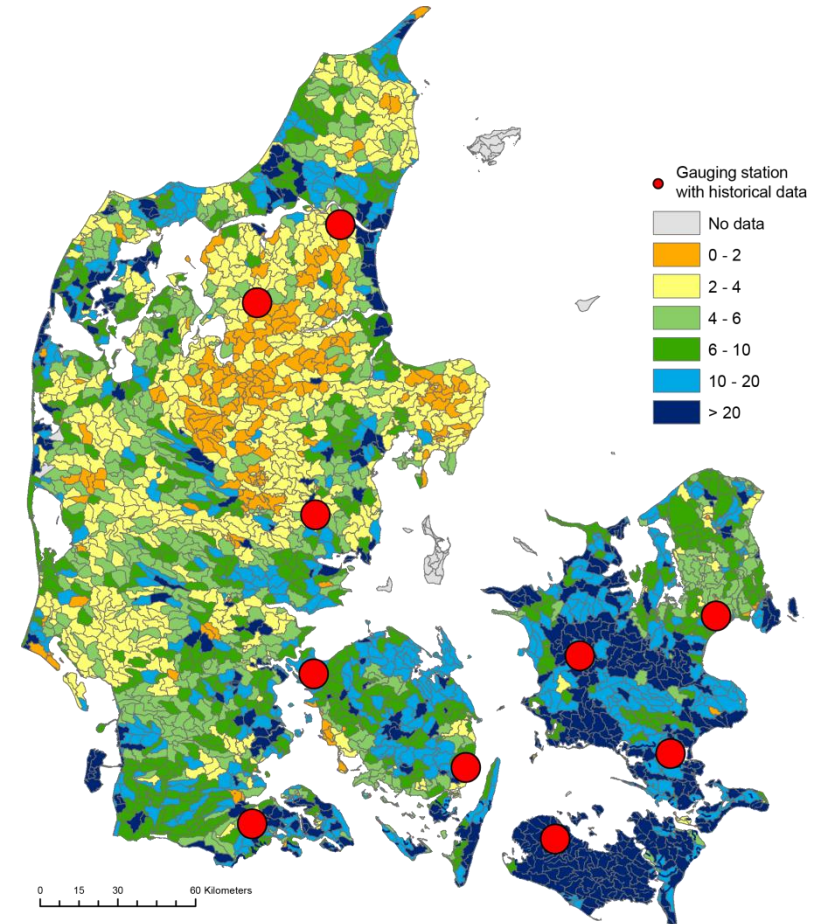 Gauging station
with historical data
No data
0 - 2
2 - 4
4 - 6
6 - 10
10 - 20
> 20
0 15 30 60 Kilometers